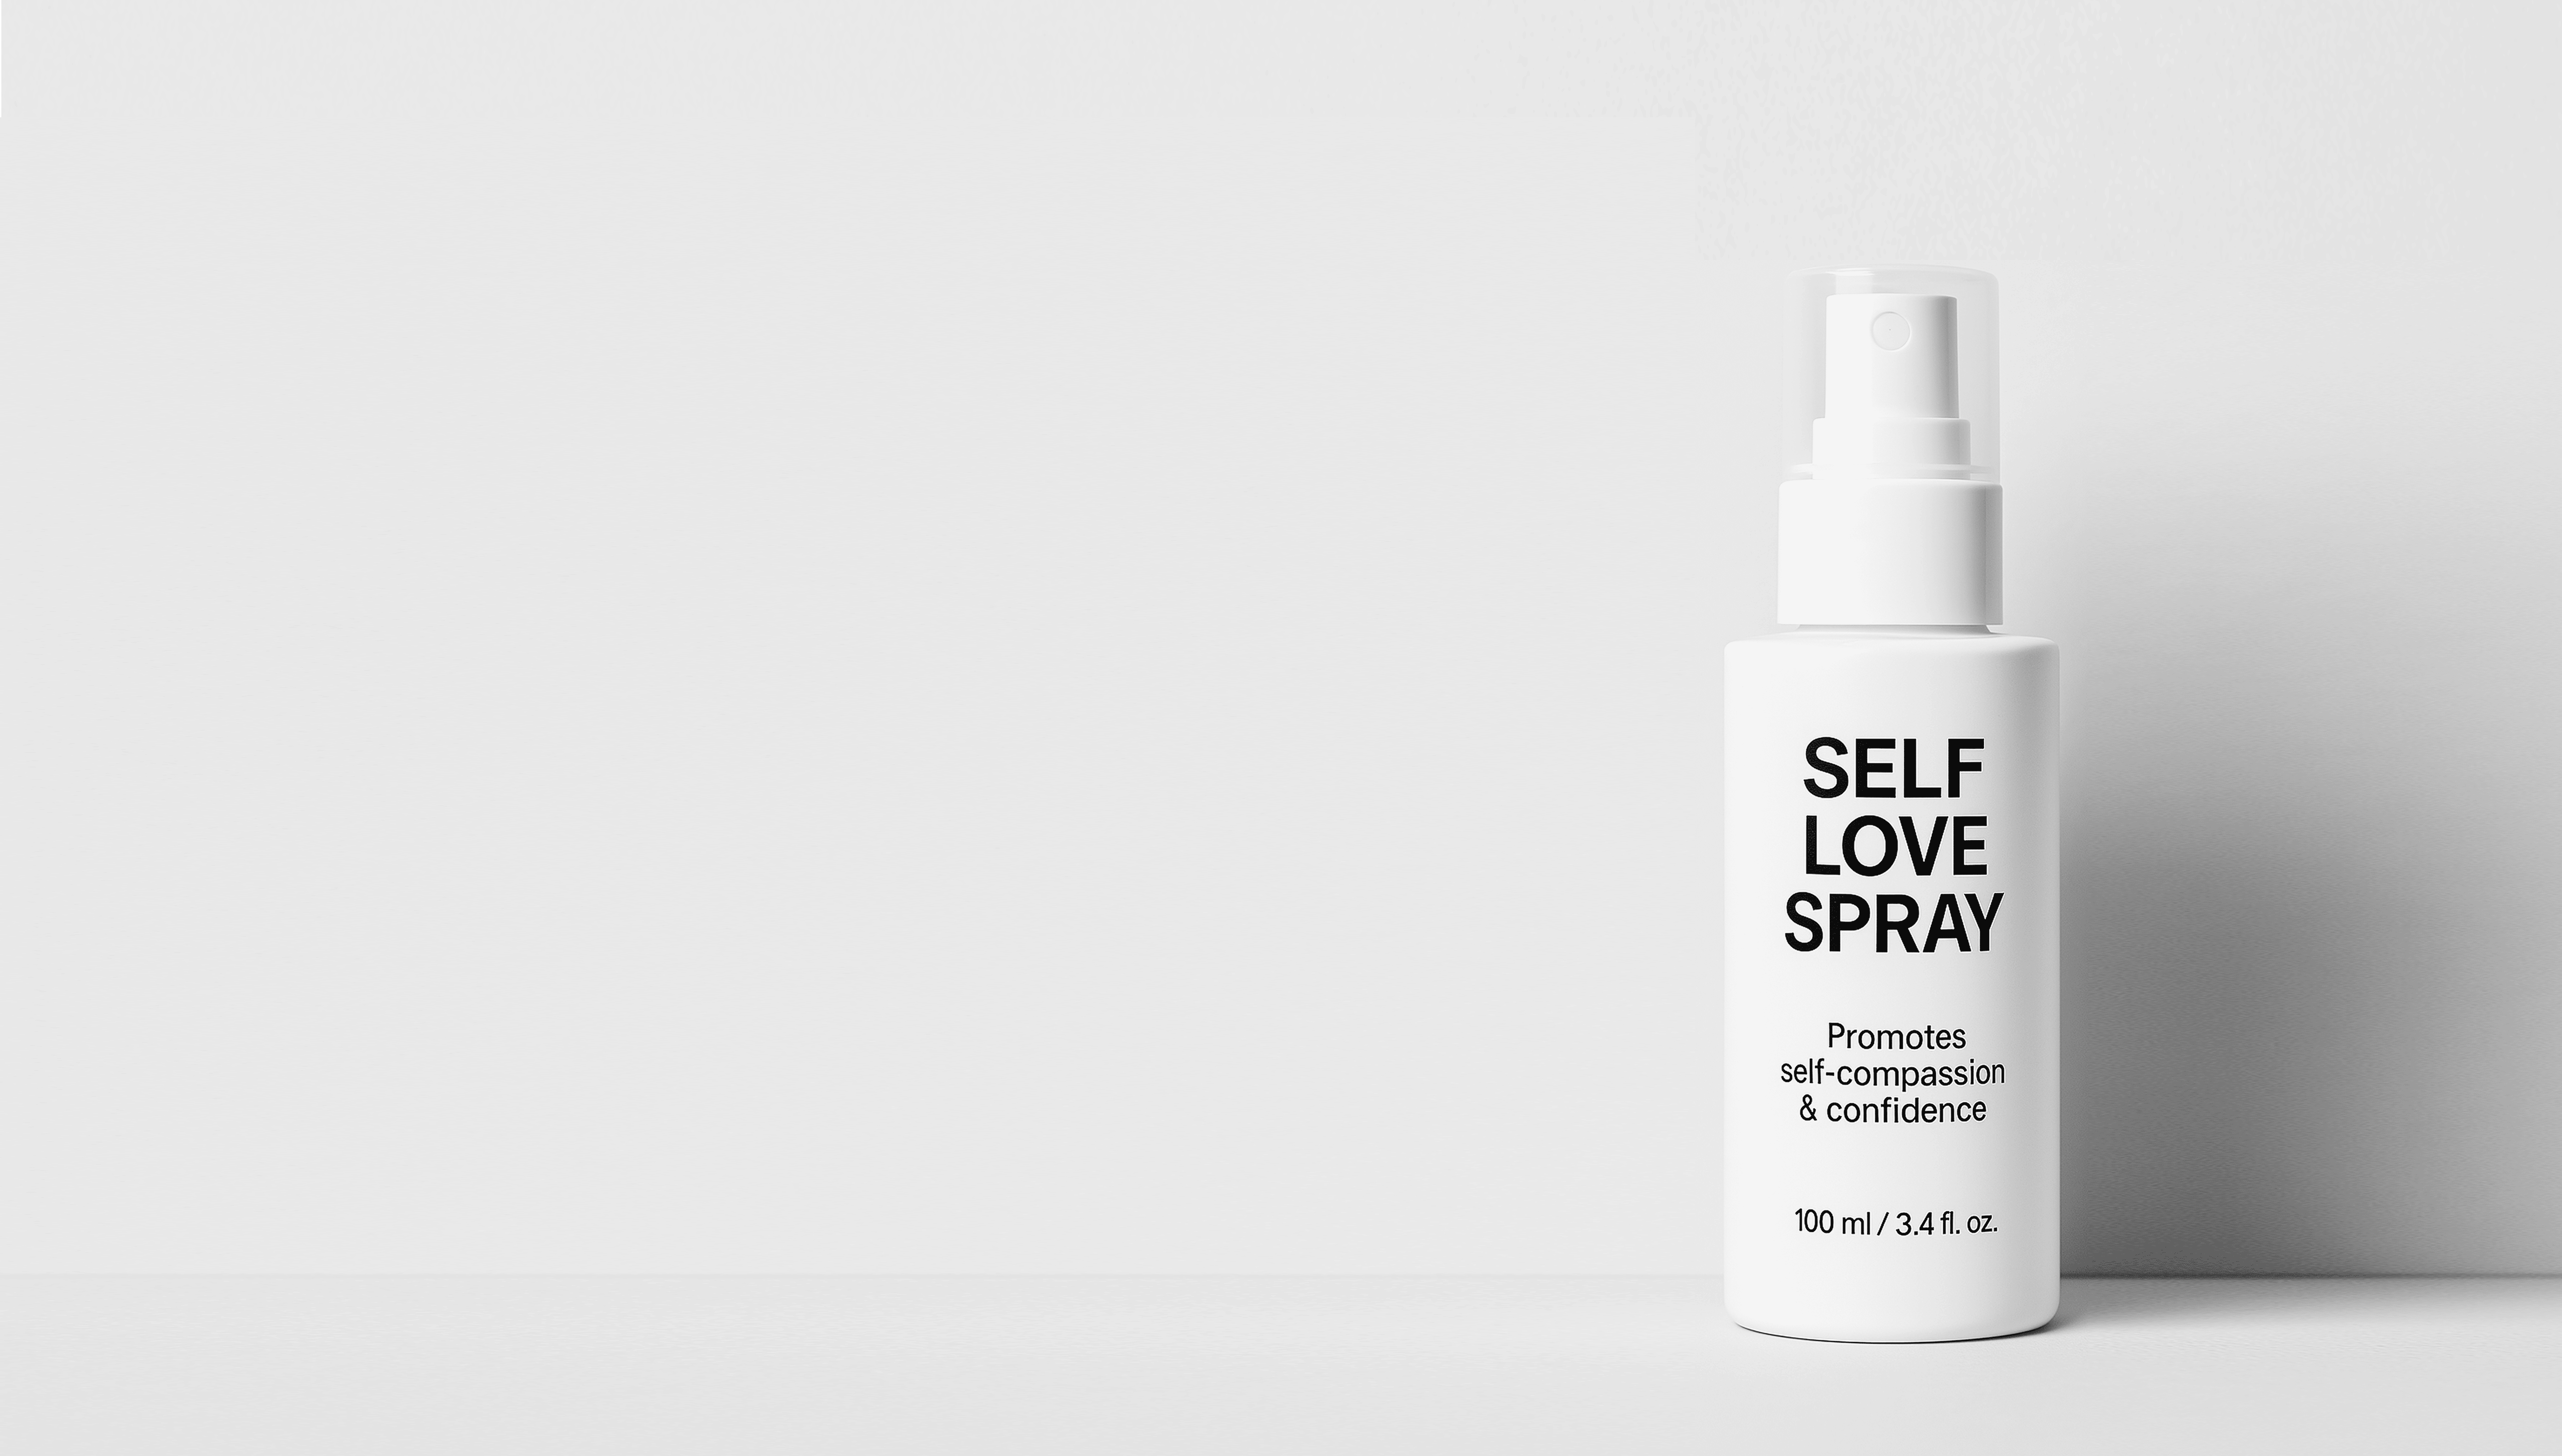 SELF
LOVE
SPRAY
Promotes
self-compassion
& confidence
100 ml / 3.4 fl. oz.